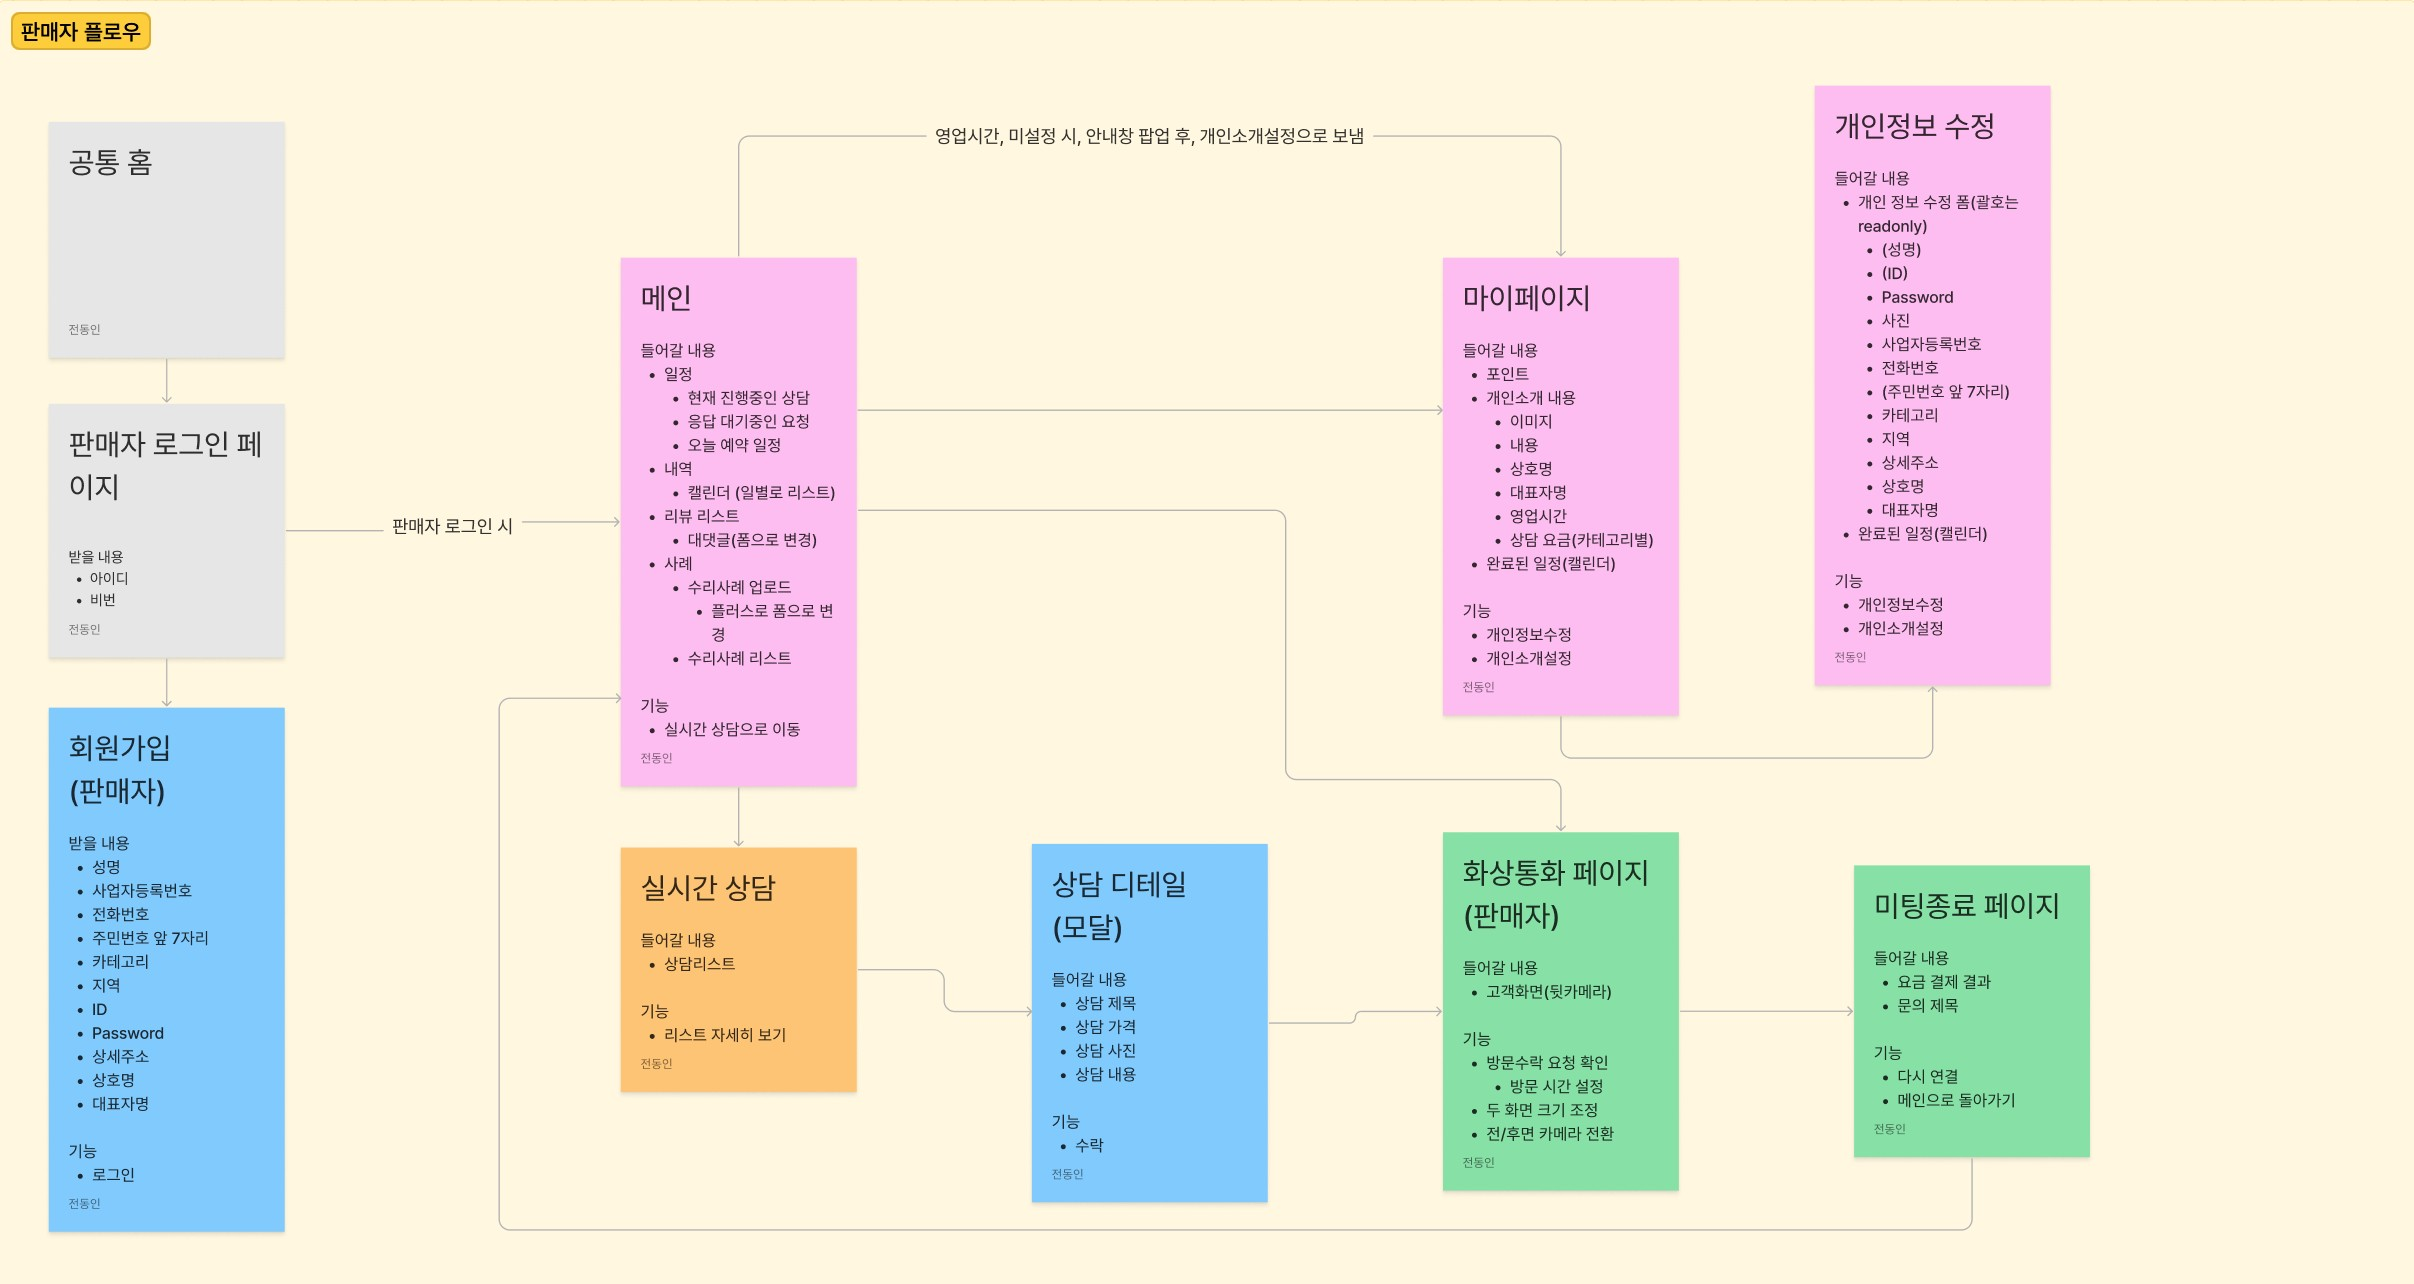 판매자 플로우
공통 홈
전동인
판매자 로그인 페
이지
받을 내용
아이디
비번
전동인
회원가입
(판매자)
받을 내용
성명
사업자등록번호
전화번호
주민번호 앞 7자리
카테고리
지역
ID
Password
상세주소
상호명
대표자명
기능
로그인
전동인
판매자 로그인 시
영업시간, 미설정 시, 안내창 팝업 후, 개인소개설정으로 보냄
메인
들어갈 내용
일정
현재 진행중인 상담
응답 대기중인 요청
오늘 예약 일정
내역
캘린더 (일별로 리스트)
리뷰 리스트
대댓글(폼으로 변경)
사례
수리사례 업로드
플러스로 폼으로 변
경
수리사례 리스트
기능
실시간 상담으로 이동
전동인
마이페이지
들어갈 내용
포인트
개인소개 내용
이미지
내용
상호명
대표자명
영업시간
상담 요금(카테고리별)
완료된 일정(캘린더)
기능
개인정보수정
개인소개설정
전동인
개인정보 수정
들어갈 내용
개인 정보 수정 폼(괄호는
readonly)
(성명)
(ID)
Password
사진
사업자등록번호
전화번호
(주민번호 앞 7자리)
카테고리
지역
상세주소
상호명
대표자명
완료된 일정(캘린더)
기능
개인정보수정
개인소개설정
전동인
실시간 상담
들어갈 내용
상담리스트
기능
리스트 자세히 보기
전동인
상담 디테일
(모달)
들어갈 내용
상담 제목
상담 가격
상담 사진
상담 내용
기능
수락
전동인
화상통화 페이지
(판매자)
들어갈 내용
고객화면(뒷카메라)
기능
방문수락 요청 확인
방문 시간 설정
두 화면 크기 조정
전/후면 카메라 전환
전동인
미팅종료 페이지
들어갈 내용
요금 결제 결과
문의 제목
기능
다시 연결
메인으로 돌아가기
전동인